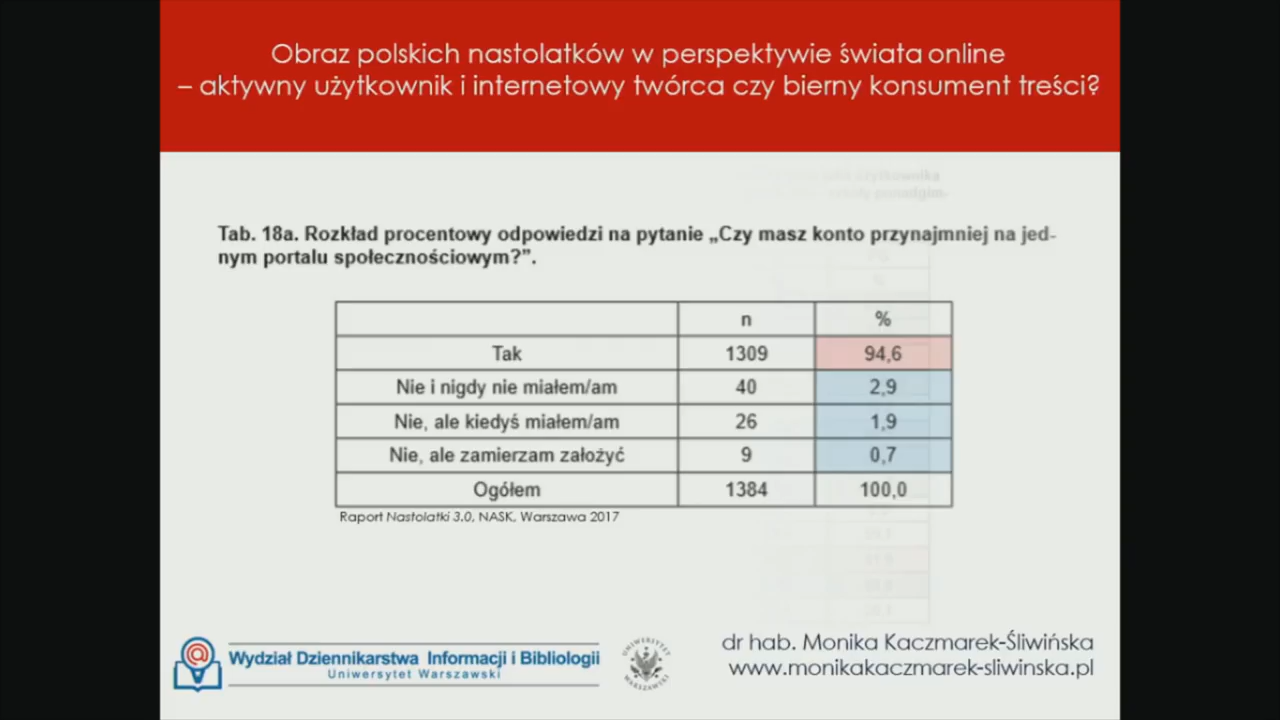 Obraz polskich nastolatków w perspektywie świata online
– aktywny użytkownik i internetowy twórca czy bierny konsument treści?
Tab. 18a. Rozkład procentowy odpowiedzi na pytanie „Czy masz konto przynajmniej na jed-
nym portalu społecznościowym?”.
n %
Tak 1309 94,6
Nie i nigdy nie miałem/am 40 2,9
Nie, ale kiedyś miałem/am 26 1,9
Nie, ale zamierzam założyć 9 0,7
Ogółem 1384 100,0
Raport Nastolatki 3.0, NASK, Warszawa 2017
Wydział Dziennikarstwa Informacji i Bibliologii
Uniwersytet Warszawski
UNIWERSYTET WARSZAWSKI
dr hab. Monika Kaczmarek-Śliwińska
www.monikakaczmarek-sliwinska.pl